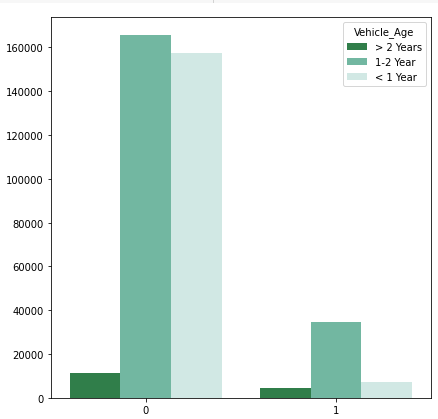 Vehicle_Age
> 2 Years
1-2 Year
< 1 Year
160000
140000
120000
100000
80000
60000
40000
20000
0
0 1